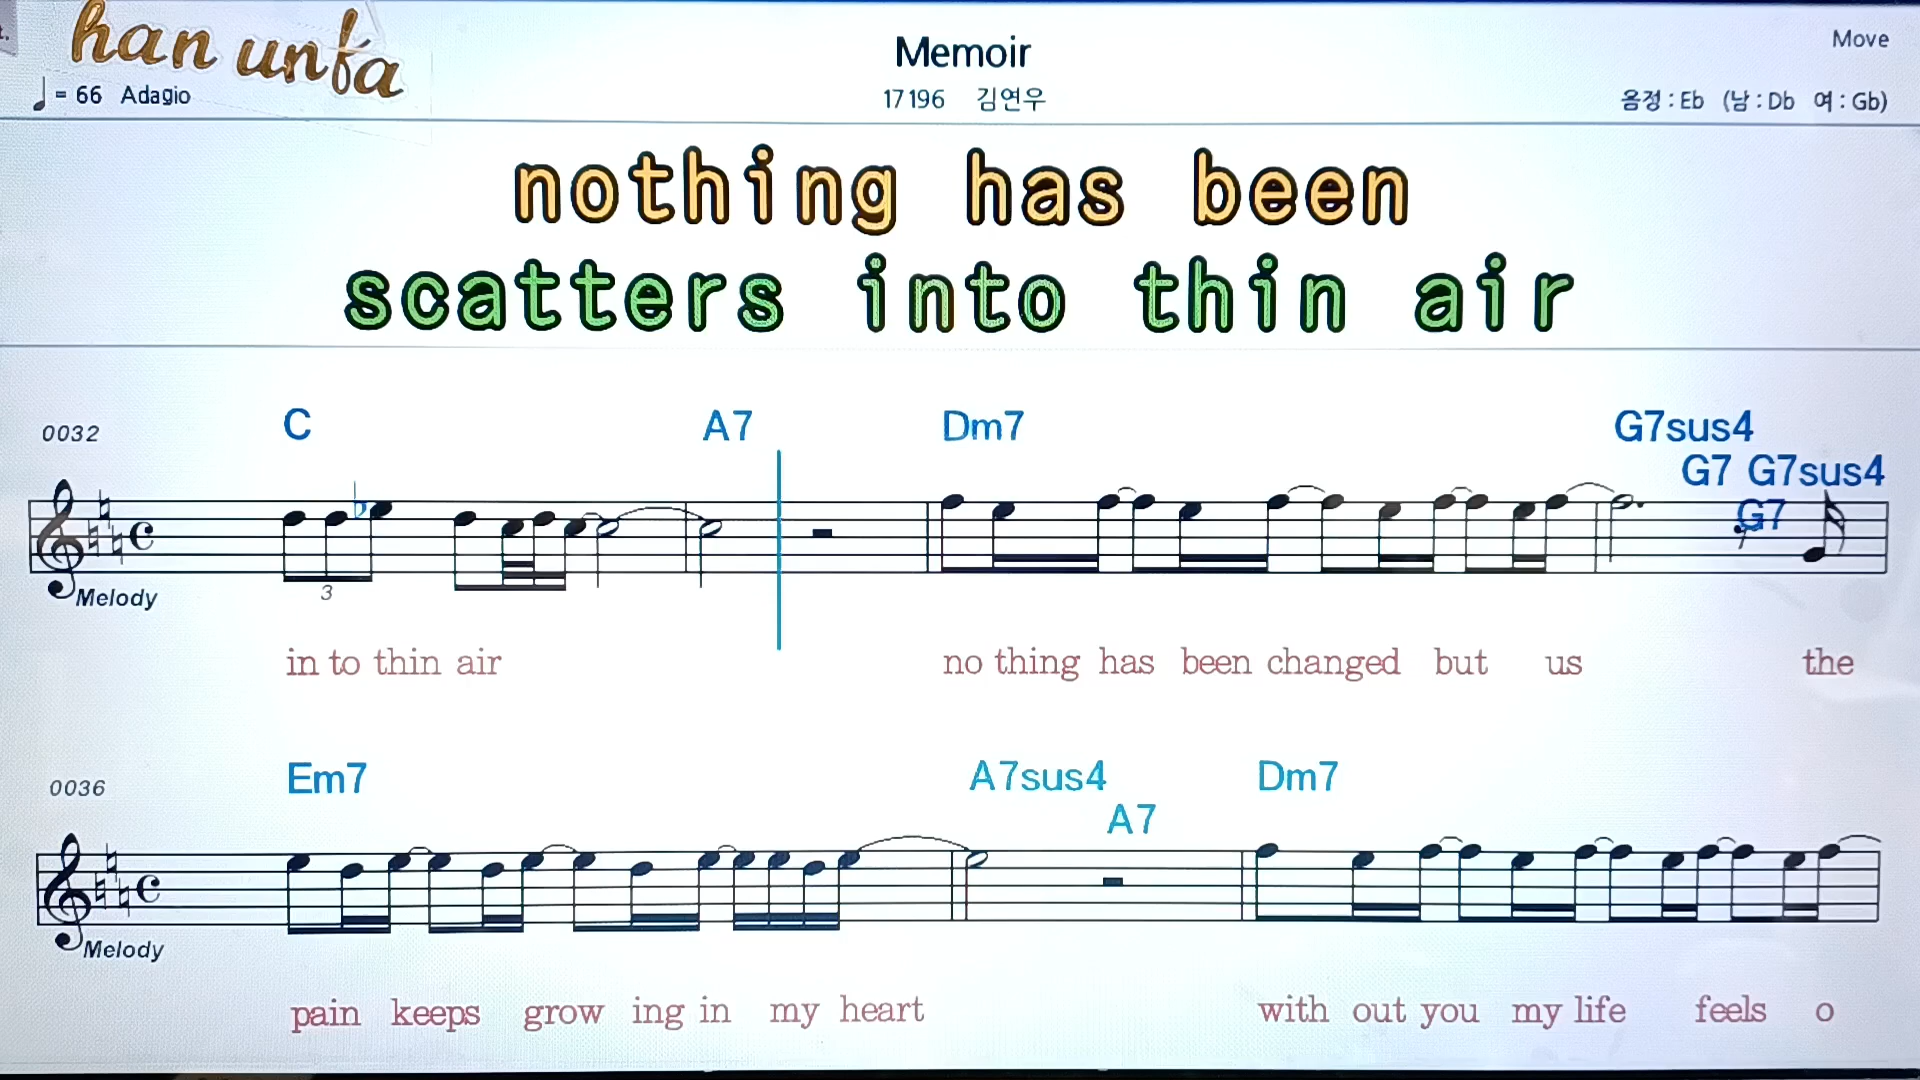 han unfa
Memoir
Move
= 66 Adagio
17196 김연우
음정 : Eb (남 : Db 여 : Gb)
nothing has been
scatters into thin air
0032
C A7 Dm7 G7sus4
G7 G7sus4
G7
3
Melody
in to thin air no thing has been changed but us the
0036
Em7 A7sus4 Dm7
A7
Melody
pain keeps grow ing in my heart with out you my life feels o